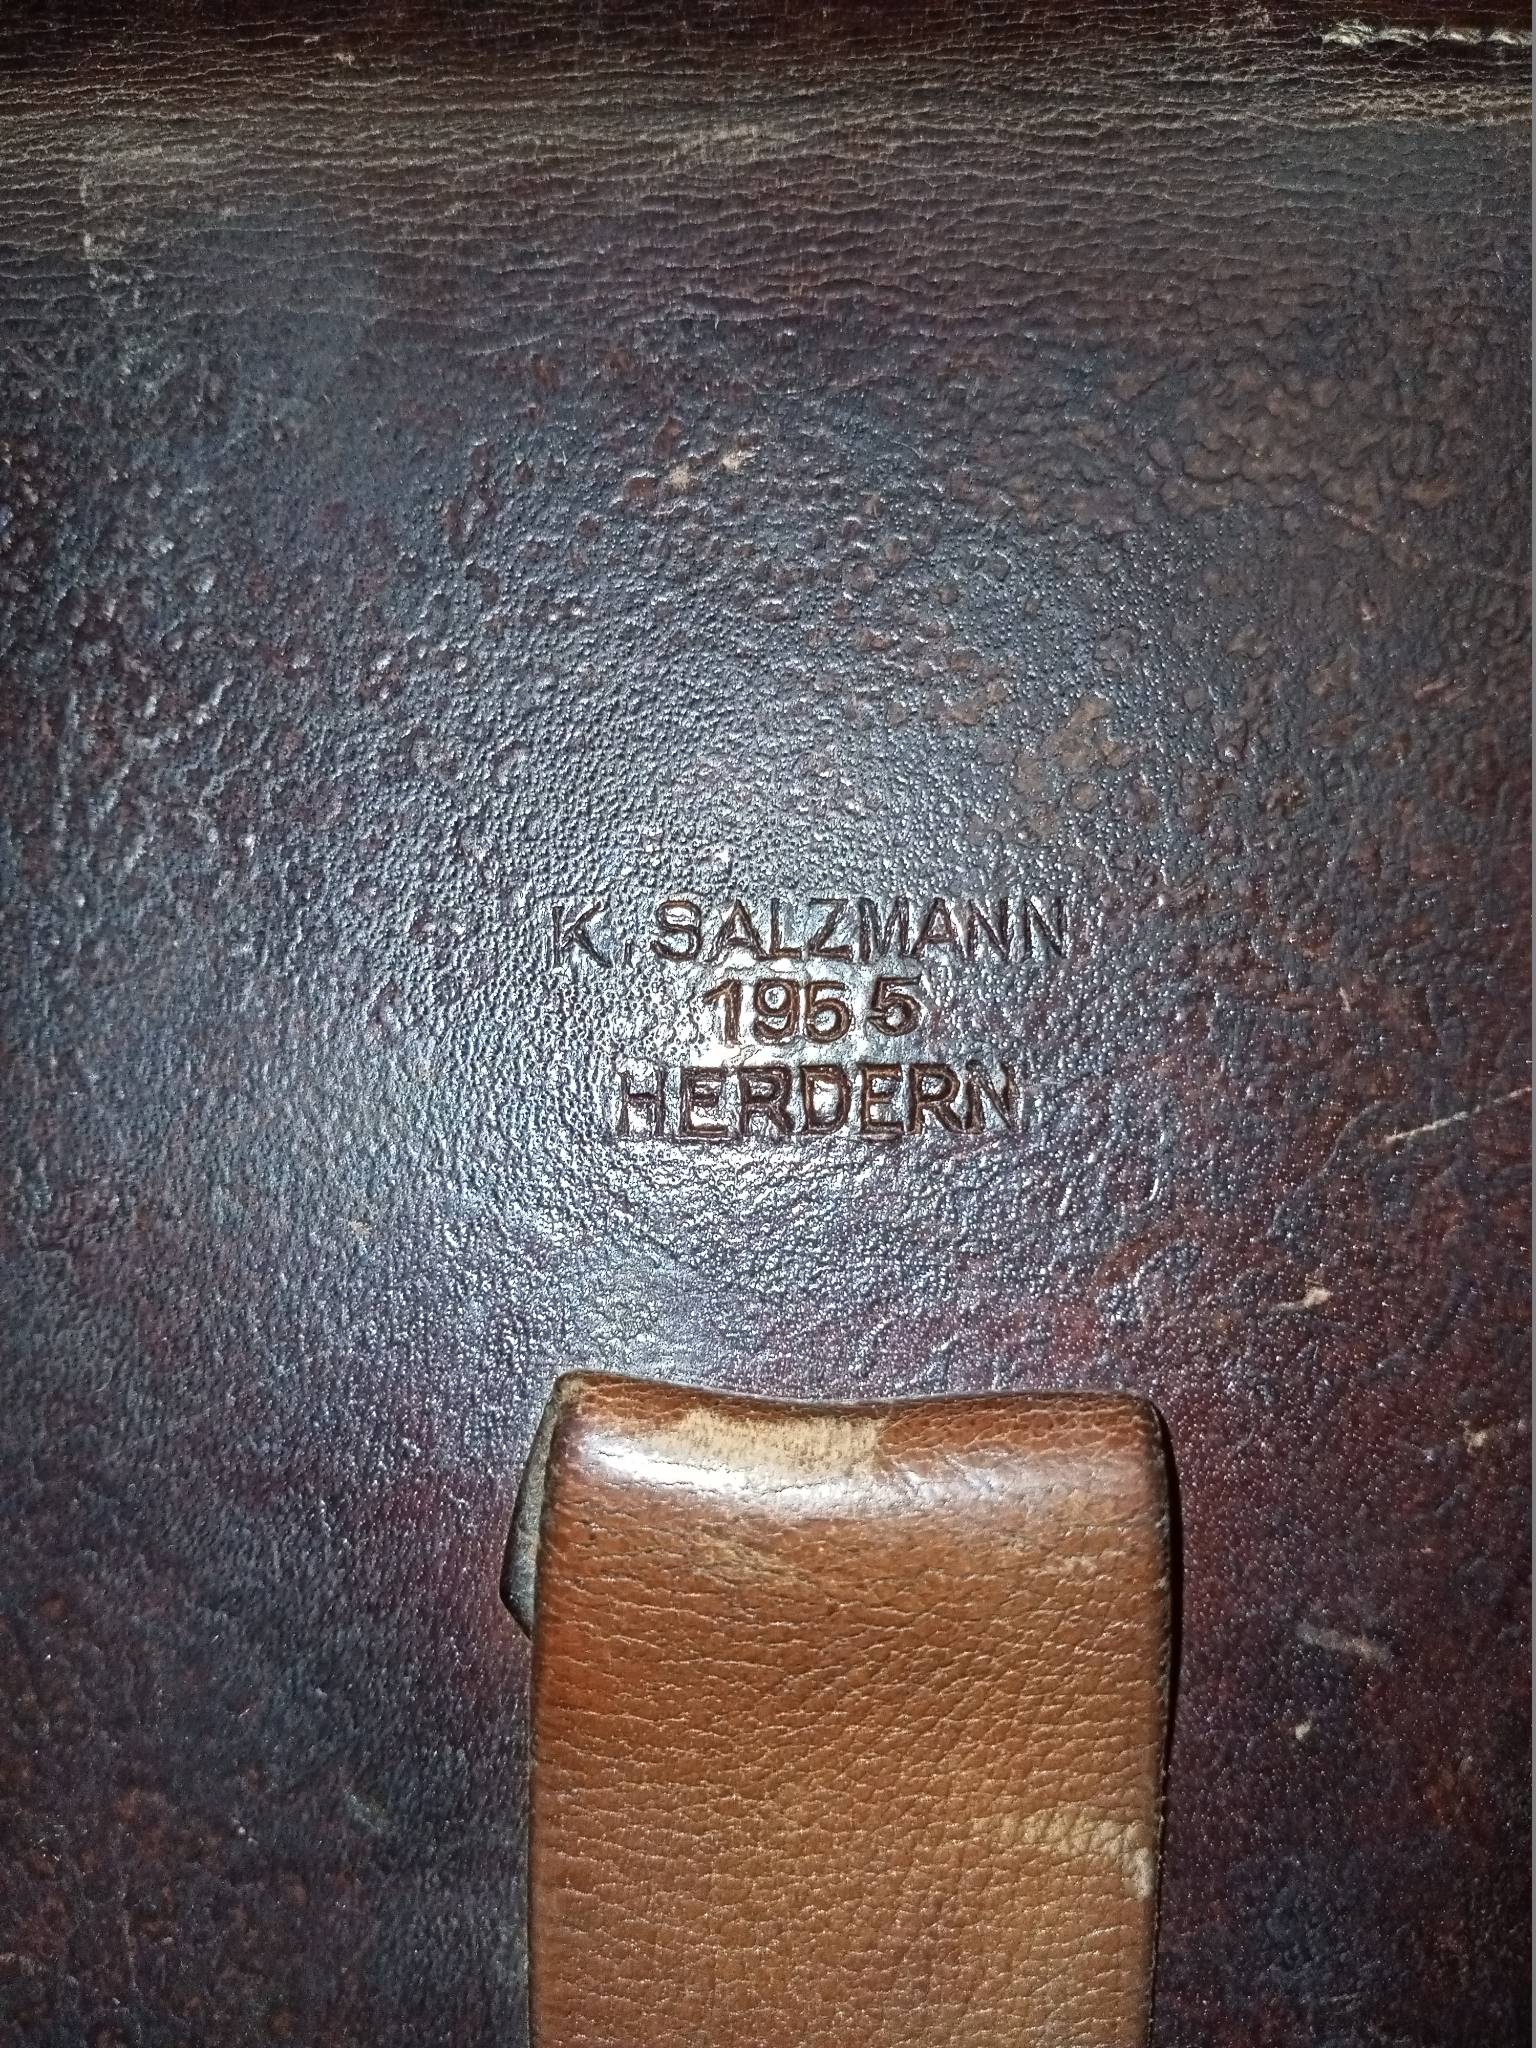 K. SALZMANN
1955
HERDERN